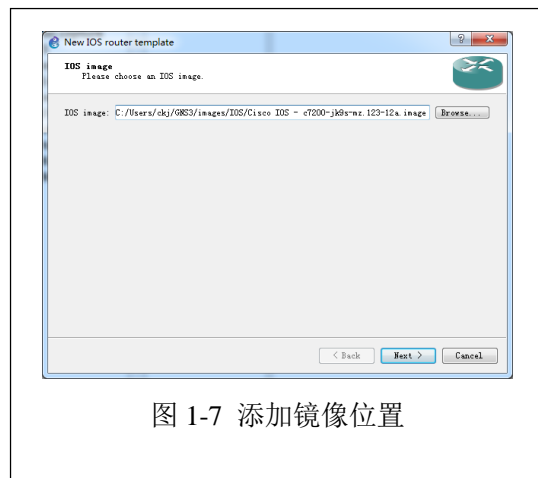 New IOS router template
IOS image
Please choose an IOS image.
IOS image: C:/Users/ckj/GNS3/images/IOS/Cisco IOS - c7200-jk9s-mz.123-12a.image Browse...
< Back Next > Cancel
图 1-7 添加镜像位置